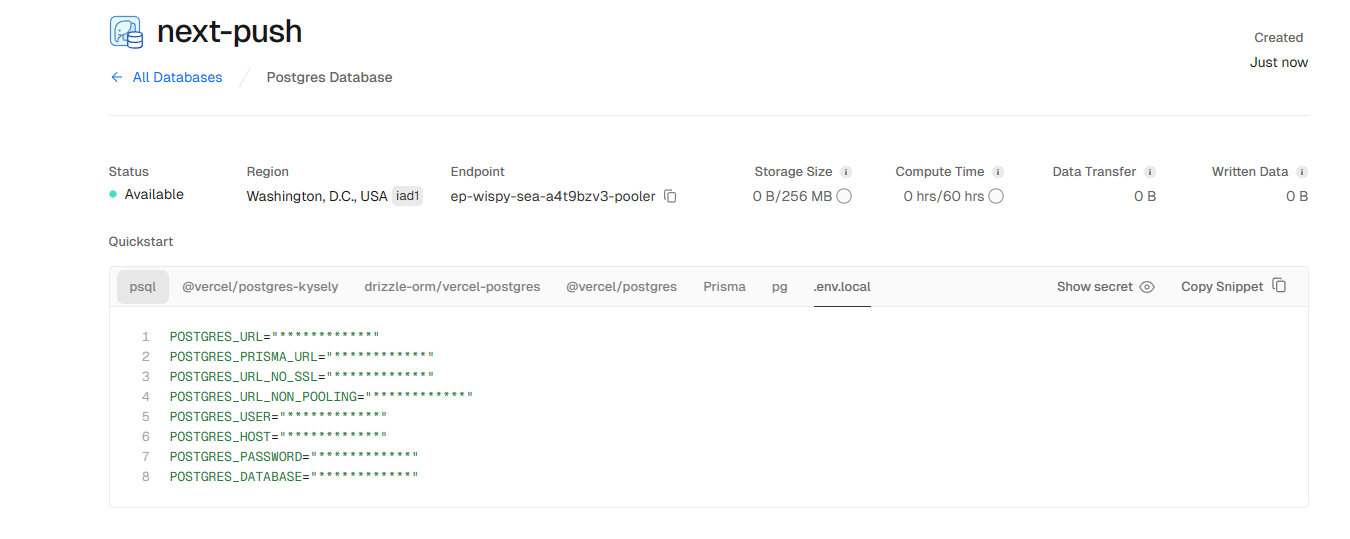 next-push
Created
Just now
← All Databases / Postgres Database
Status Region Endpoint Storage Size i Compute Time i Data Transfer i Written Data i
Available Washington, D.C., USA iad1 ep-wispy-sea-a4t9bzv3-pooler 0 B/256 MB 0 hrs/60 hrs 0 B 0 B
Quickstart
psql @vercel/postgres-kysely drizzle-orm/vercel-postgres @vercel/postgres Prisma pg .env.local Show secret Copy Snippet
1 POSTGRES_URL="************"
2 POSTGRES_PRISMA_URL="************"
3 POSTGRES_URL_NO_SSL="************"
4 POSTGRES_URL_NON_POOLING="************"
5 POSTGRES_USER="************"
6 POSTGRES_HOST="************"
7 POSTGRES_PASSWORD="************"
8 POSTGRES_DATABASE="************"